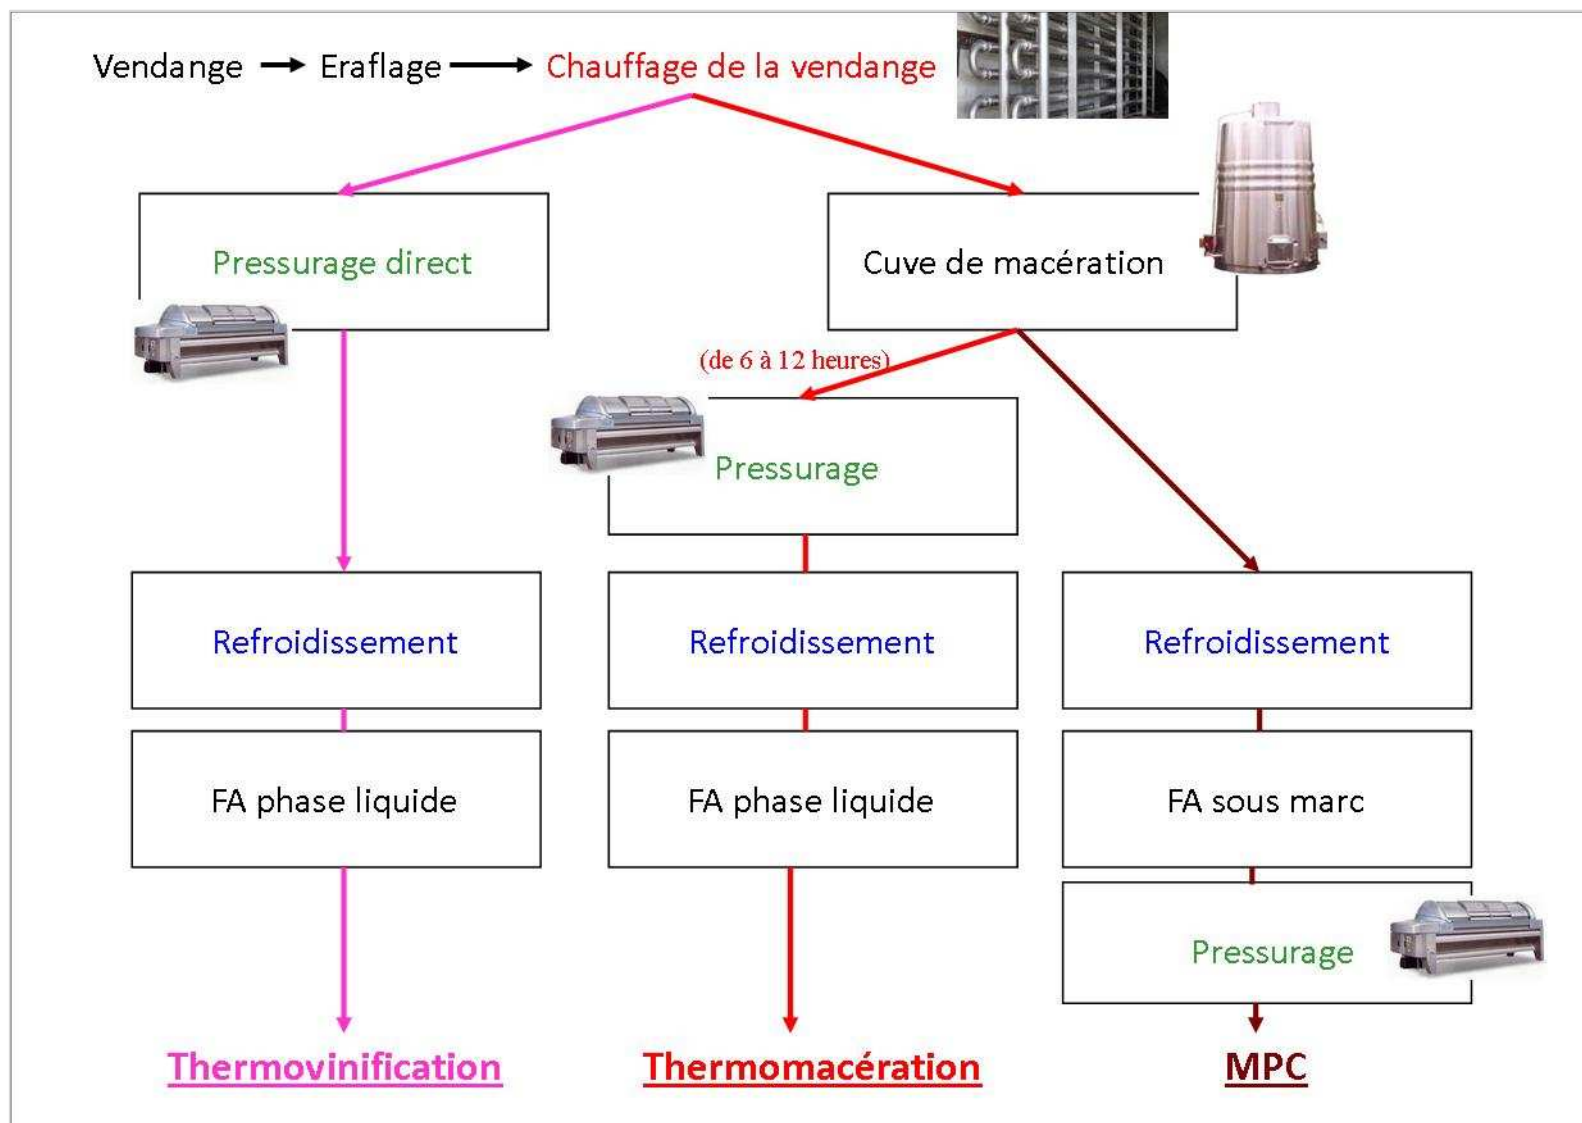 Vendange Eraflage Chauffage de la vendange
Pressurage direct
Cuve de macération
(de 6 à 12 heures)
Pressurage
Refroidissement
Refroidissement
Refroidissement
FA phase liquide
FA phase liquide
FA sous marc
Pressurage
Thermovinification
Thermomacération
MPC